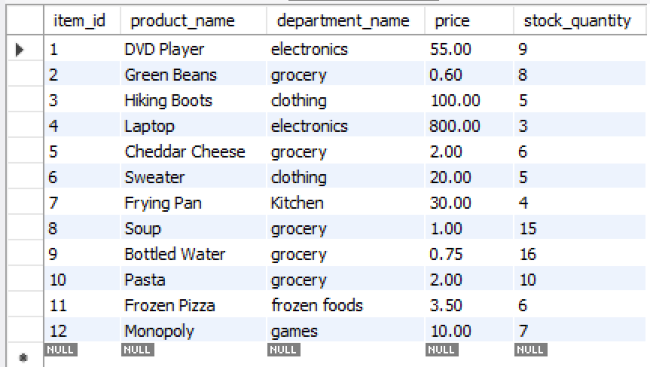 item_id product_name department_name price stock_quantity
1 DVD Player electronics 55.00 9
2 Green Beans grocery 0.60 8
3 Hiking Boots clothing 100.00 5
4 Laptop electronics 800.00 3
5 Cheddar Cheese grocery 2.00 6
6 Sweater clothing 20.00 5
7 Frying Pan Kitchen 30.00 4
8 Soup grocery 1.00 15
9 Bottled Water grocery 0.75 16
10 Pasta grocery 2.00 10
11 Frozen Pizza frozen foods 3.50 6
12 Monopoly games 10.00 7
NULL NULL NULL NULL NULL